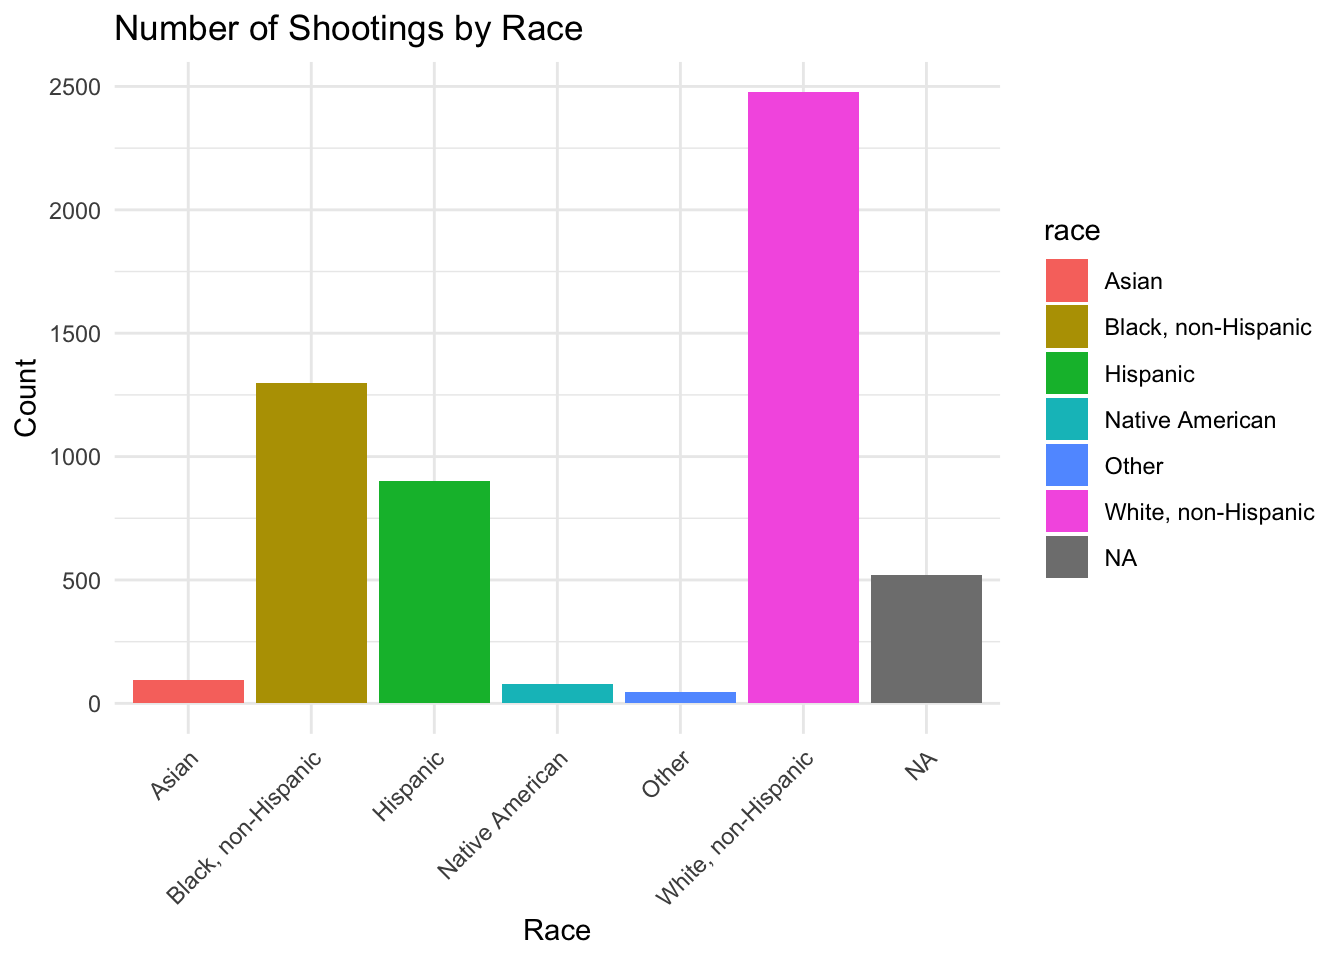 Number of Shootings by Race
Count
2500
2000
1500
1000
500
0
Asian
Black, non-Hispanic
Hispanic
Native American
Other
White, non-Hispanic
NA
Race
race
Asian
Black, non-Hispanic
Hispanic
Native American
Other
White, non-Hispanic
NA